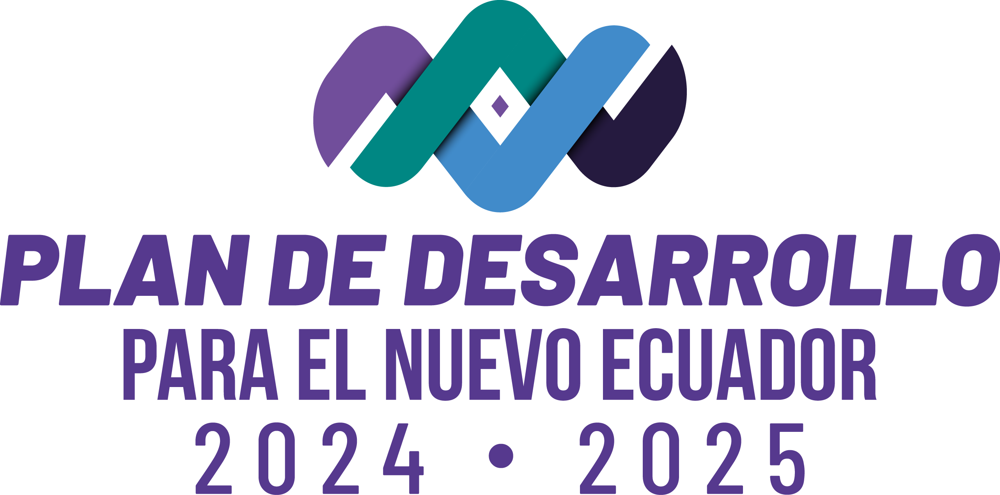 PLAN DE DESARROLLO
PARA EL NUEVO ECUADOR
2024 • 2025